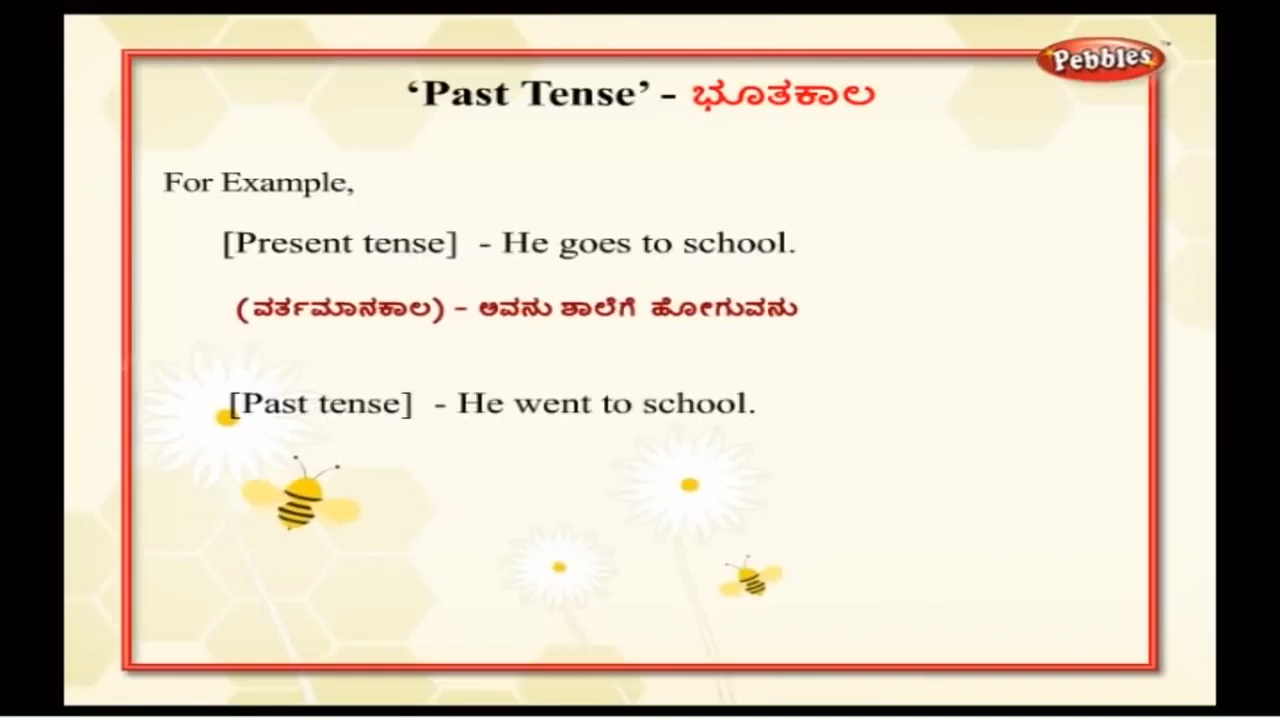 Pebbles™
‘Past Tense’ - ಭೂತಕಾಲ
For Example,
[Present tense] - He goes to school.
(ವರ್ತಮಾನಕಾಲ) - ಅವನು ಶಾಲೆಗೆ ಹೋಗುವನು
[Past tense] - He went to school.